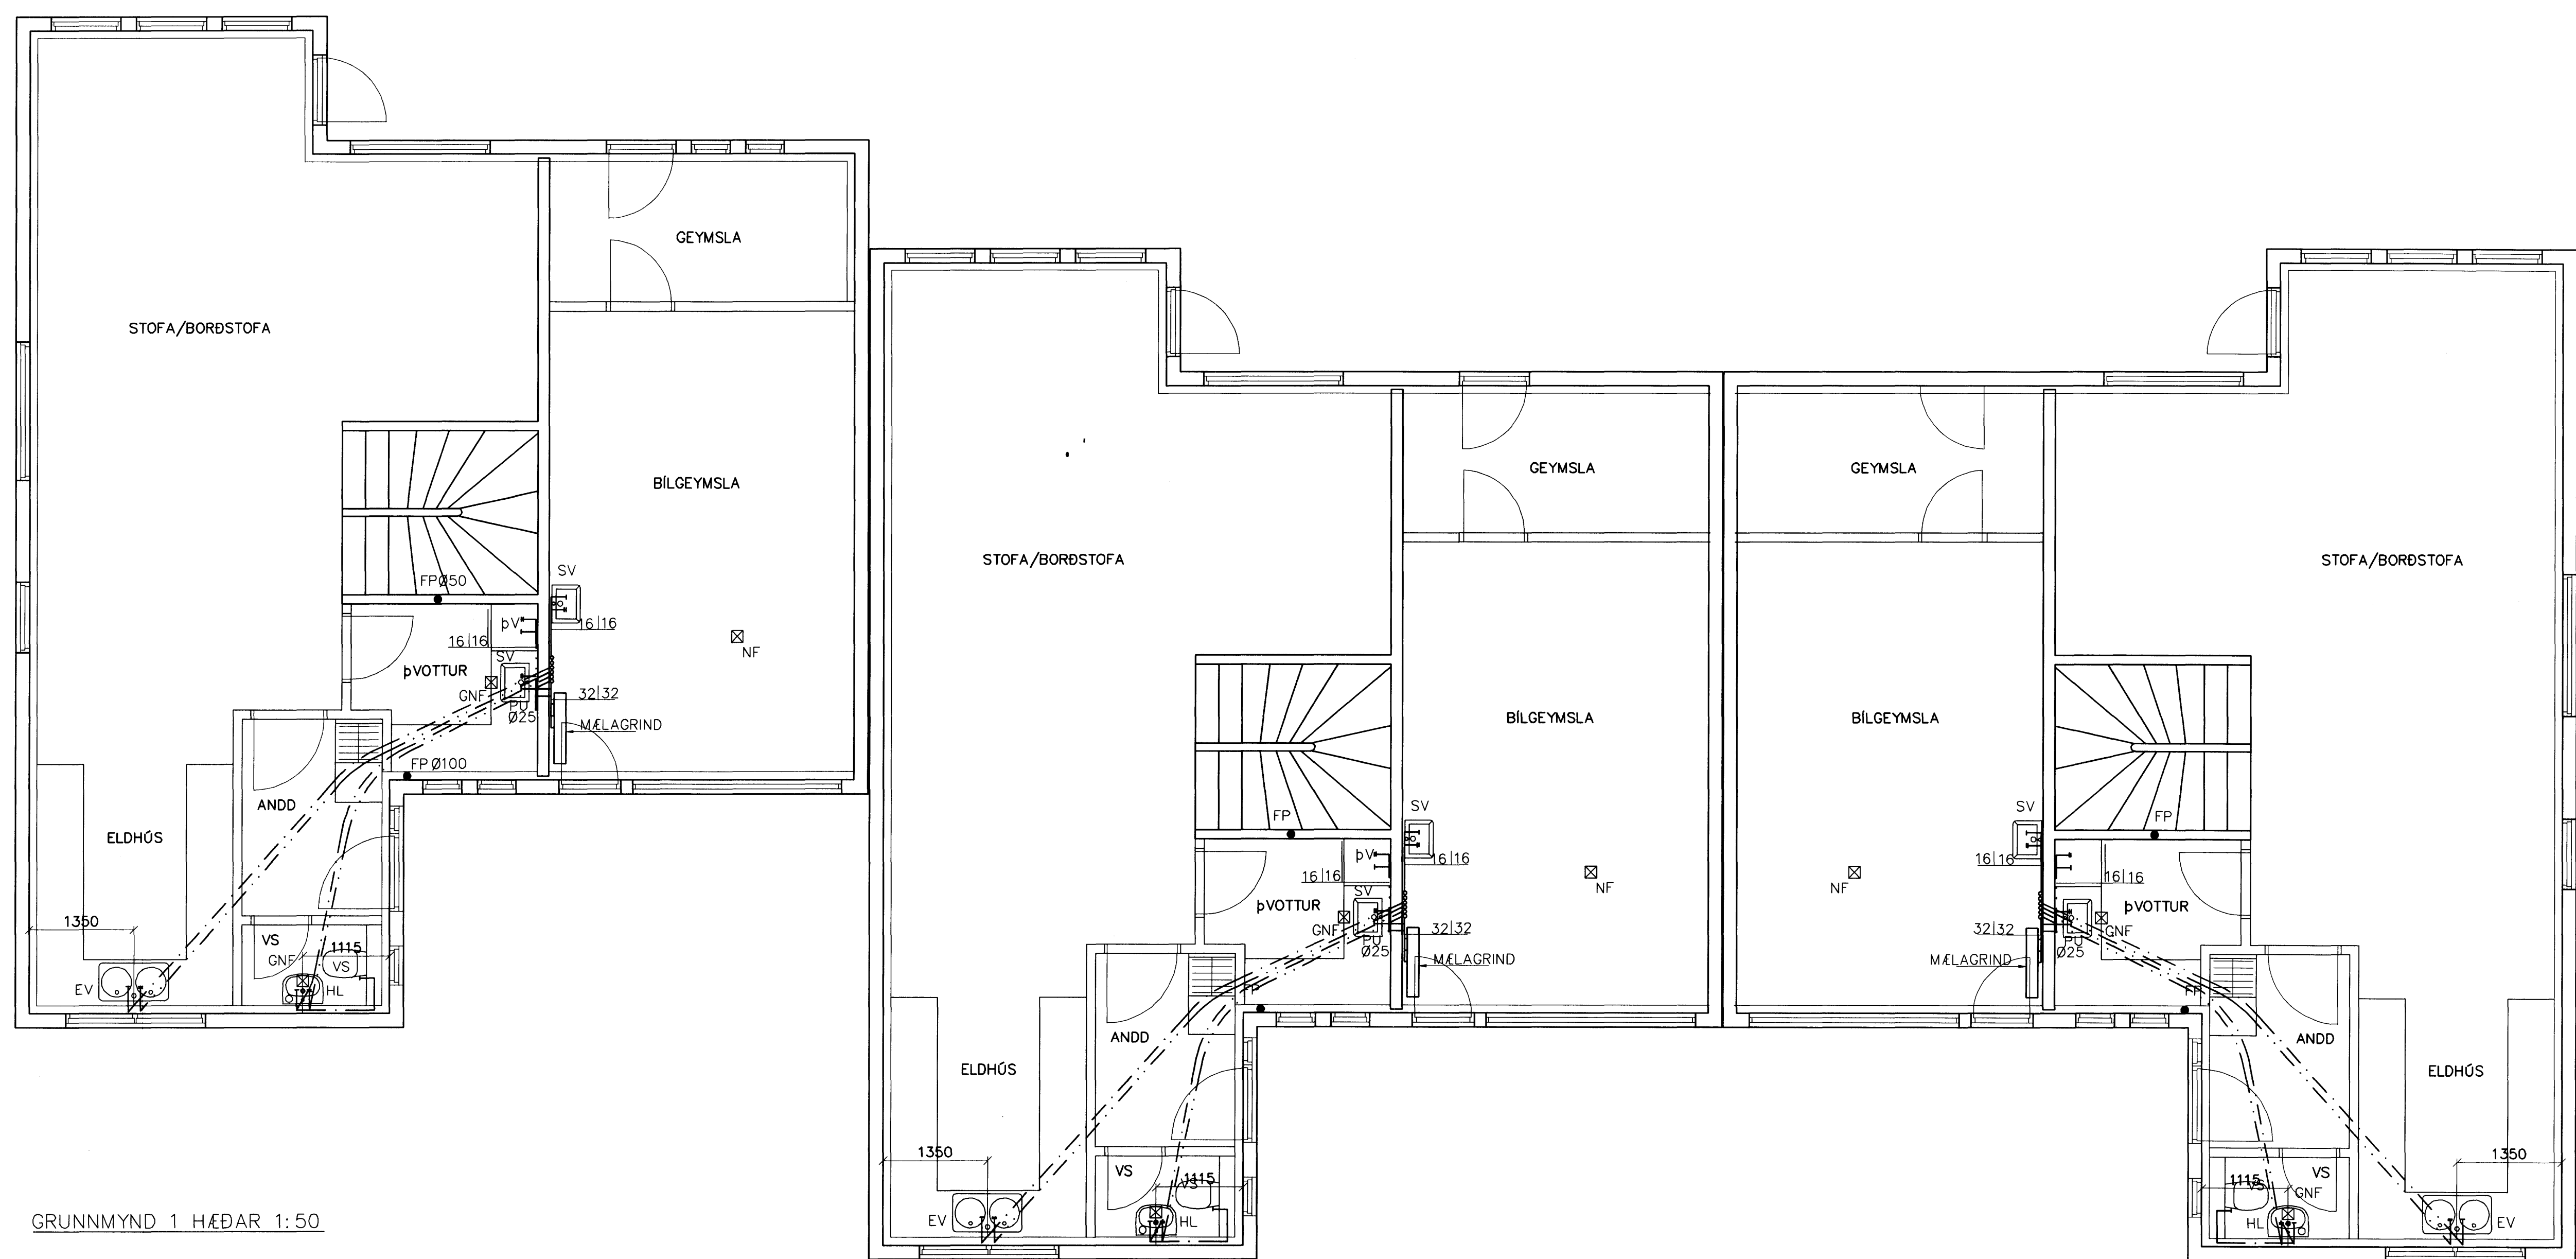 GEYMSLA
STOFA/BORÐSTOFA
BÍLGEYMSLA
FPØ50
SV
16|16
ÞV
16|16
NF
SV
ÞVOTTUR
GNF
PU
Ø25
32|32
MÆLAGRIND
FPØ100
ANDD
ELDHÚS
1350
VS
1115
GNF
VS
EV
HL
GEYMSLA
STOFA/BORÐSTOFA
BÍLGEYMSLA
FP
SV
ÞV
16|16
16|16
NF
SV
ÞVOTTUR
GNF
PU
Ø25
32|32
MÆLAGRIND
FP
ANDD
ELDHÚS
1350
VS
1115
VS
EV
HL
GEYMSLA
STOFA/BORÐSTOFA
BÍLGEYMSLA
SV
FP
16|16
16|16
NF
ÞVOTTUR
GNF
32|32
PU
Ø25
MÆLAGRIND
FP
ANDD
ELDHÚS
1350
VS
1115
VS
GNF
HL
EV
GRUNNMYND 1 HÆÐAR 1:50